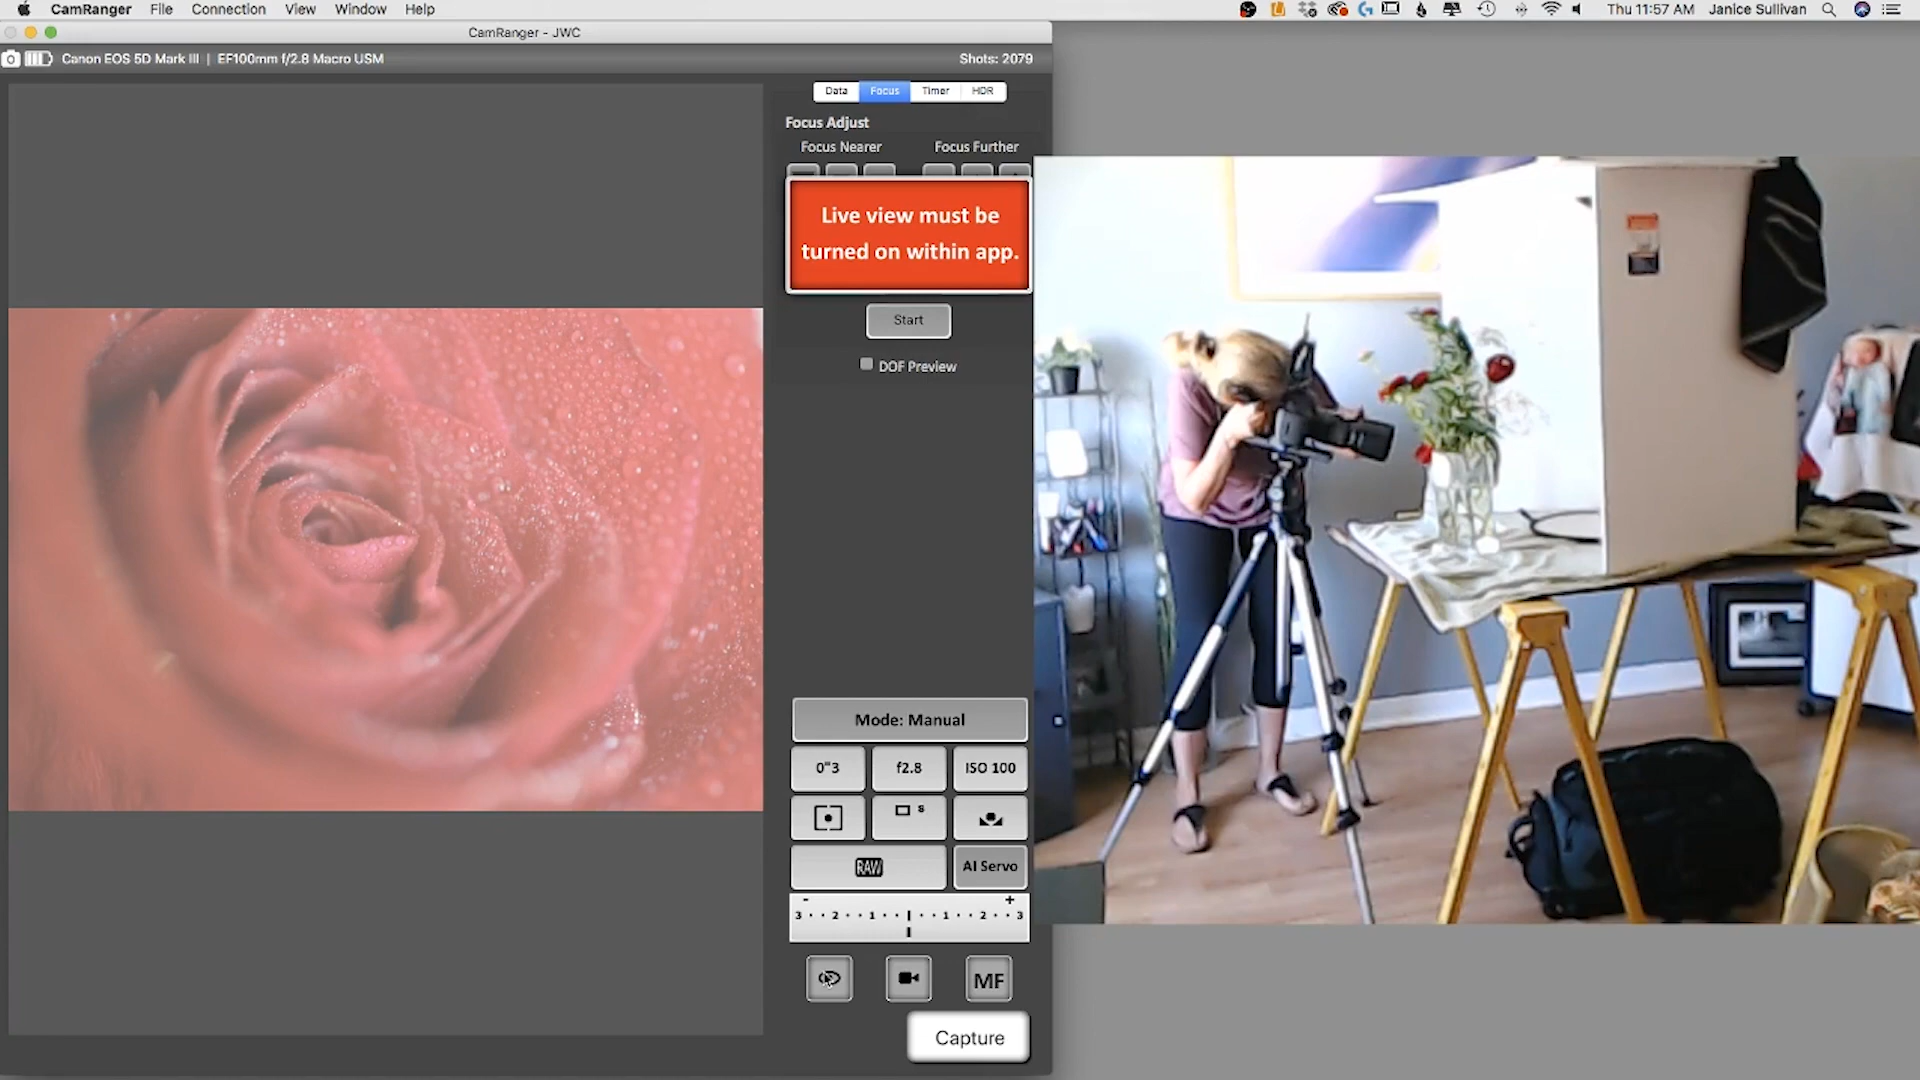 CamRanger File Connection View Window Help Thu 11:57 AM Janice Sullivan
CamRanger - JWC
Canon EOS 5D Mark III | EF100mm f/2.8 Macro USM Shots: 2079
Data Focus Timer HDR
Focus Adjust
Focus Nearer Focus Further
Live view must be
turned on within app.
Start
DOF Preview
Mode: Manual
0"3 f2.8 ISO 100
s
RAW AI Servo
- +
3 · · 2 · · 1 · · | · · 1 · · 2 · · 3
MF
Capture